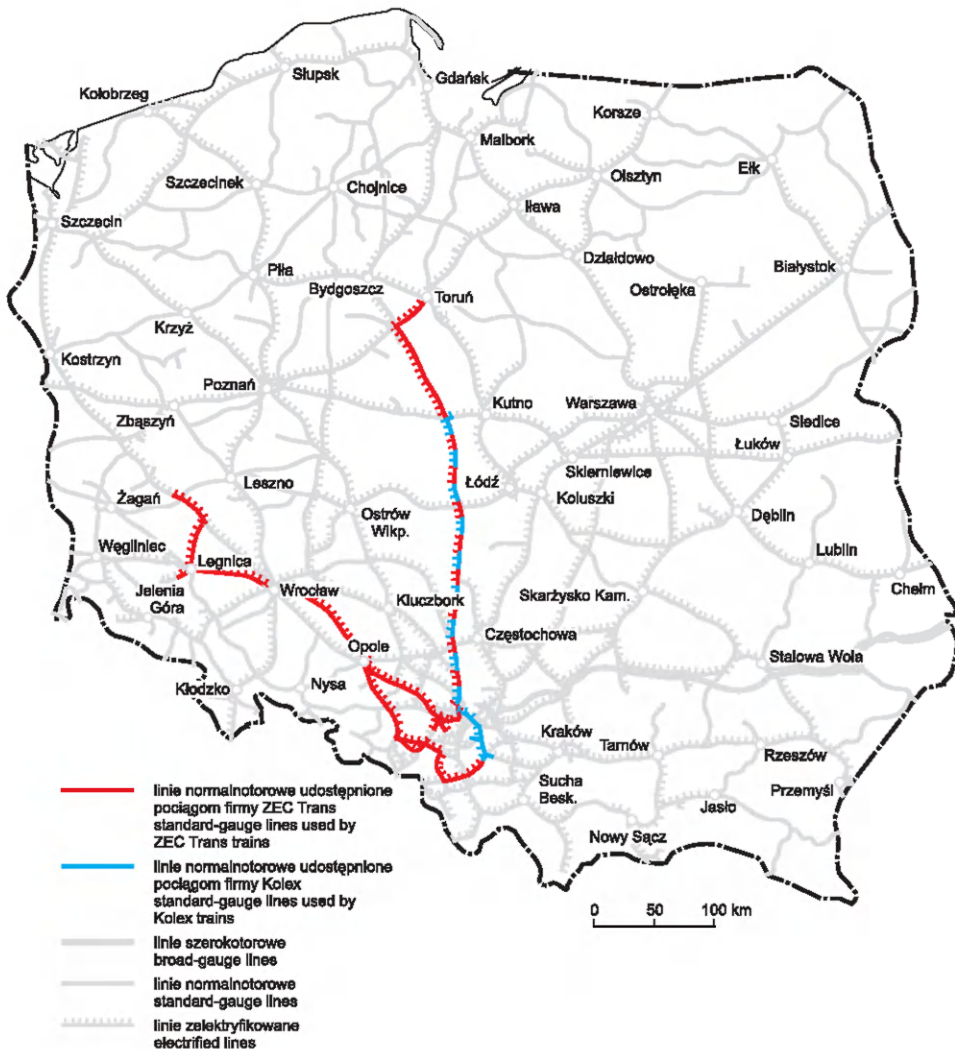 Słupsk
Gdańsk
Kołobrzeg
Korsze
Malbork
Szczecinek
Chojnice
Olsztyn
Ełk
Iława
Szczecin
Działdowo
Białystok
Piła
Bydgoszcz
Toruń
Ostrołęka
Krzyż
Kostrzyn
Poznań
Kutno
Warszawa
Siedlce
Zbąszyń
Łuków
Leszno
Łódź
Skierniewice
Żagań
Koluszki
Ostrów
Wlkp.
Dęblin
Węgliniec
Legnica
Lublin
Jelenia
Góra
Wrocław
Kluczbork
Skarżysko Kam.
Chełm
Częstochowa
Opole
Stalowa Wola
Kłodzko
Nysa
Kraków
Tarnów
Rzeszów
Sucha
Besk.
Jasło
Przemyśl
Nowy Sącz
0 50 100 km
linie normalnotorowe udostępnione
pociągom firmy ZEC Trans
standard-gauge lines used by
ZEC Trans trains
linie normalnotorowe udostępnione
pociągom firmy Kolex
standard-gauge lines used by
Kolex trains
linie szerokotorowe
broad-gauge lines
linie normalnotorowe
standard-gauge lines
linie zelektryfikowane
electrified lines